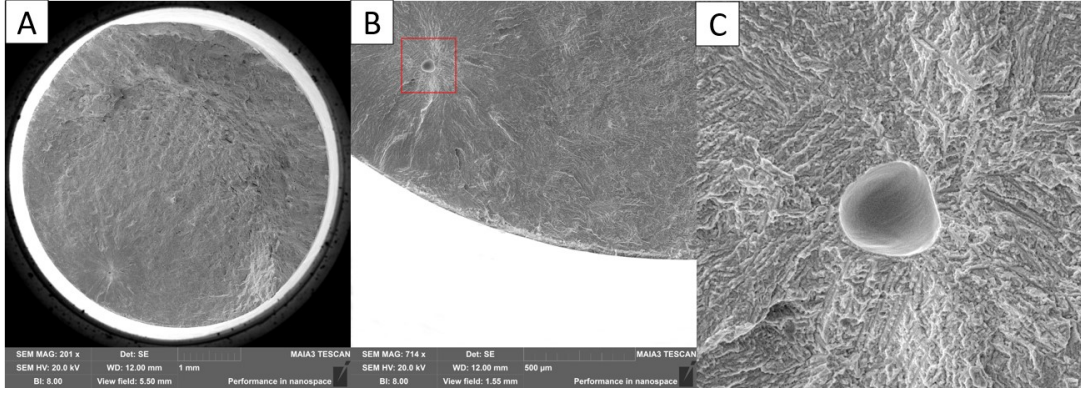 A
B
C
SEM MAG: 201 x Det: SE MAIA3 TESCAN
SEM HV: 20.0 kV WD: 12.00 mm 1 mm
BI: 8.00 View field: 5.50 mm Performance in nanospace
SEM MAG: 714 x Det: SE MAIA3 TESCAN
SEM HV: 20.0 kV WD: 12.00 mm 500 µm
BI: 8.00 View field: 1.55 mm Performance in nanospace